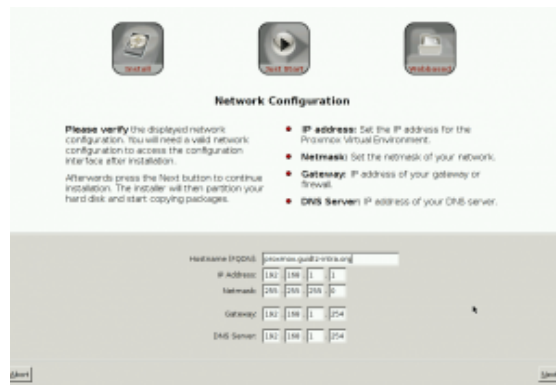 Install
Just Start
Webbased
Network Configuration
Please verify the displayed network
configuration. You will need a valid network
configuration to access the configuration
interface after installation.
Afterwards press the Next button to continue
installation. The installer will then partition your
hard disk and start copying packages.
IP address: Set the IP address for the
Proxmox Virtual Environment.
Netmask: Set the netmask of your network.
Gateway: IP address of your gateway or
firewall.
DNS Server: IP address of your DNS server.
Hostname (FQDN):
IP Address: 192 168 1 1
Netmask: 255 255 255 0
Gateway: 192 168 1 254
DNS Server: 192 168 1 254
Abort
Next